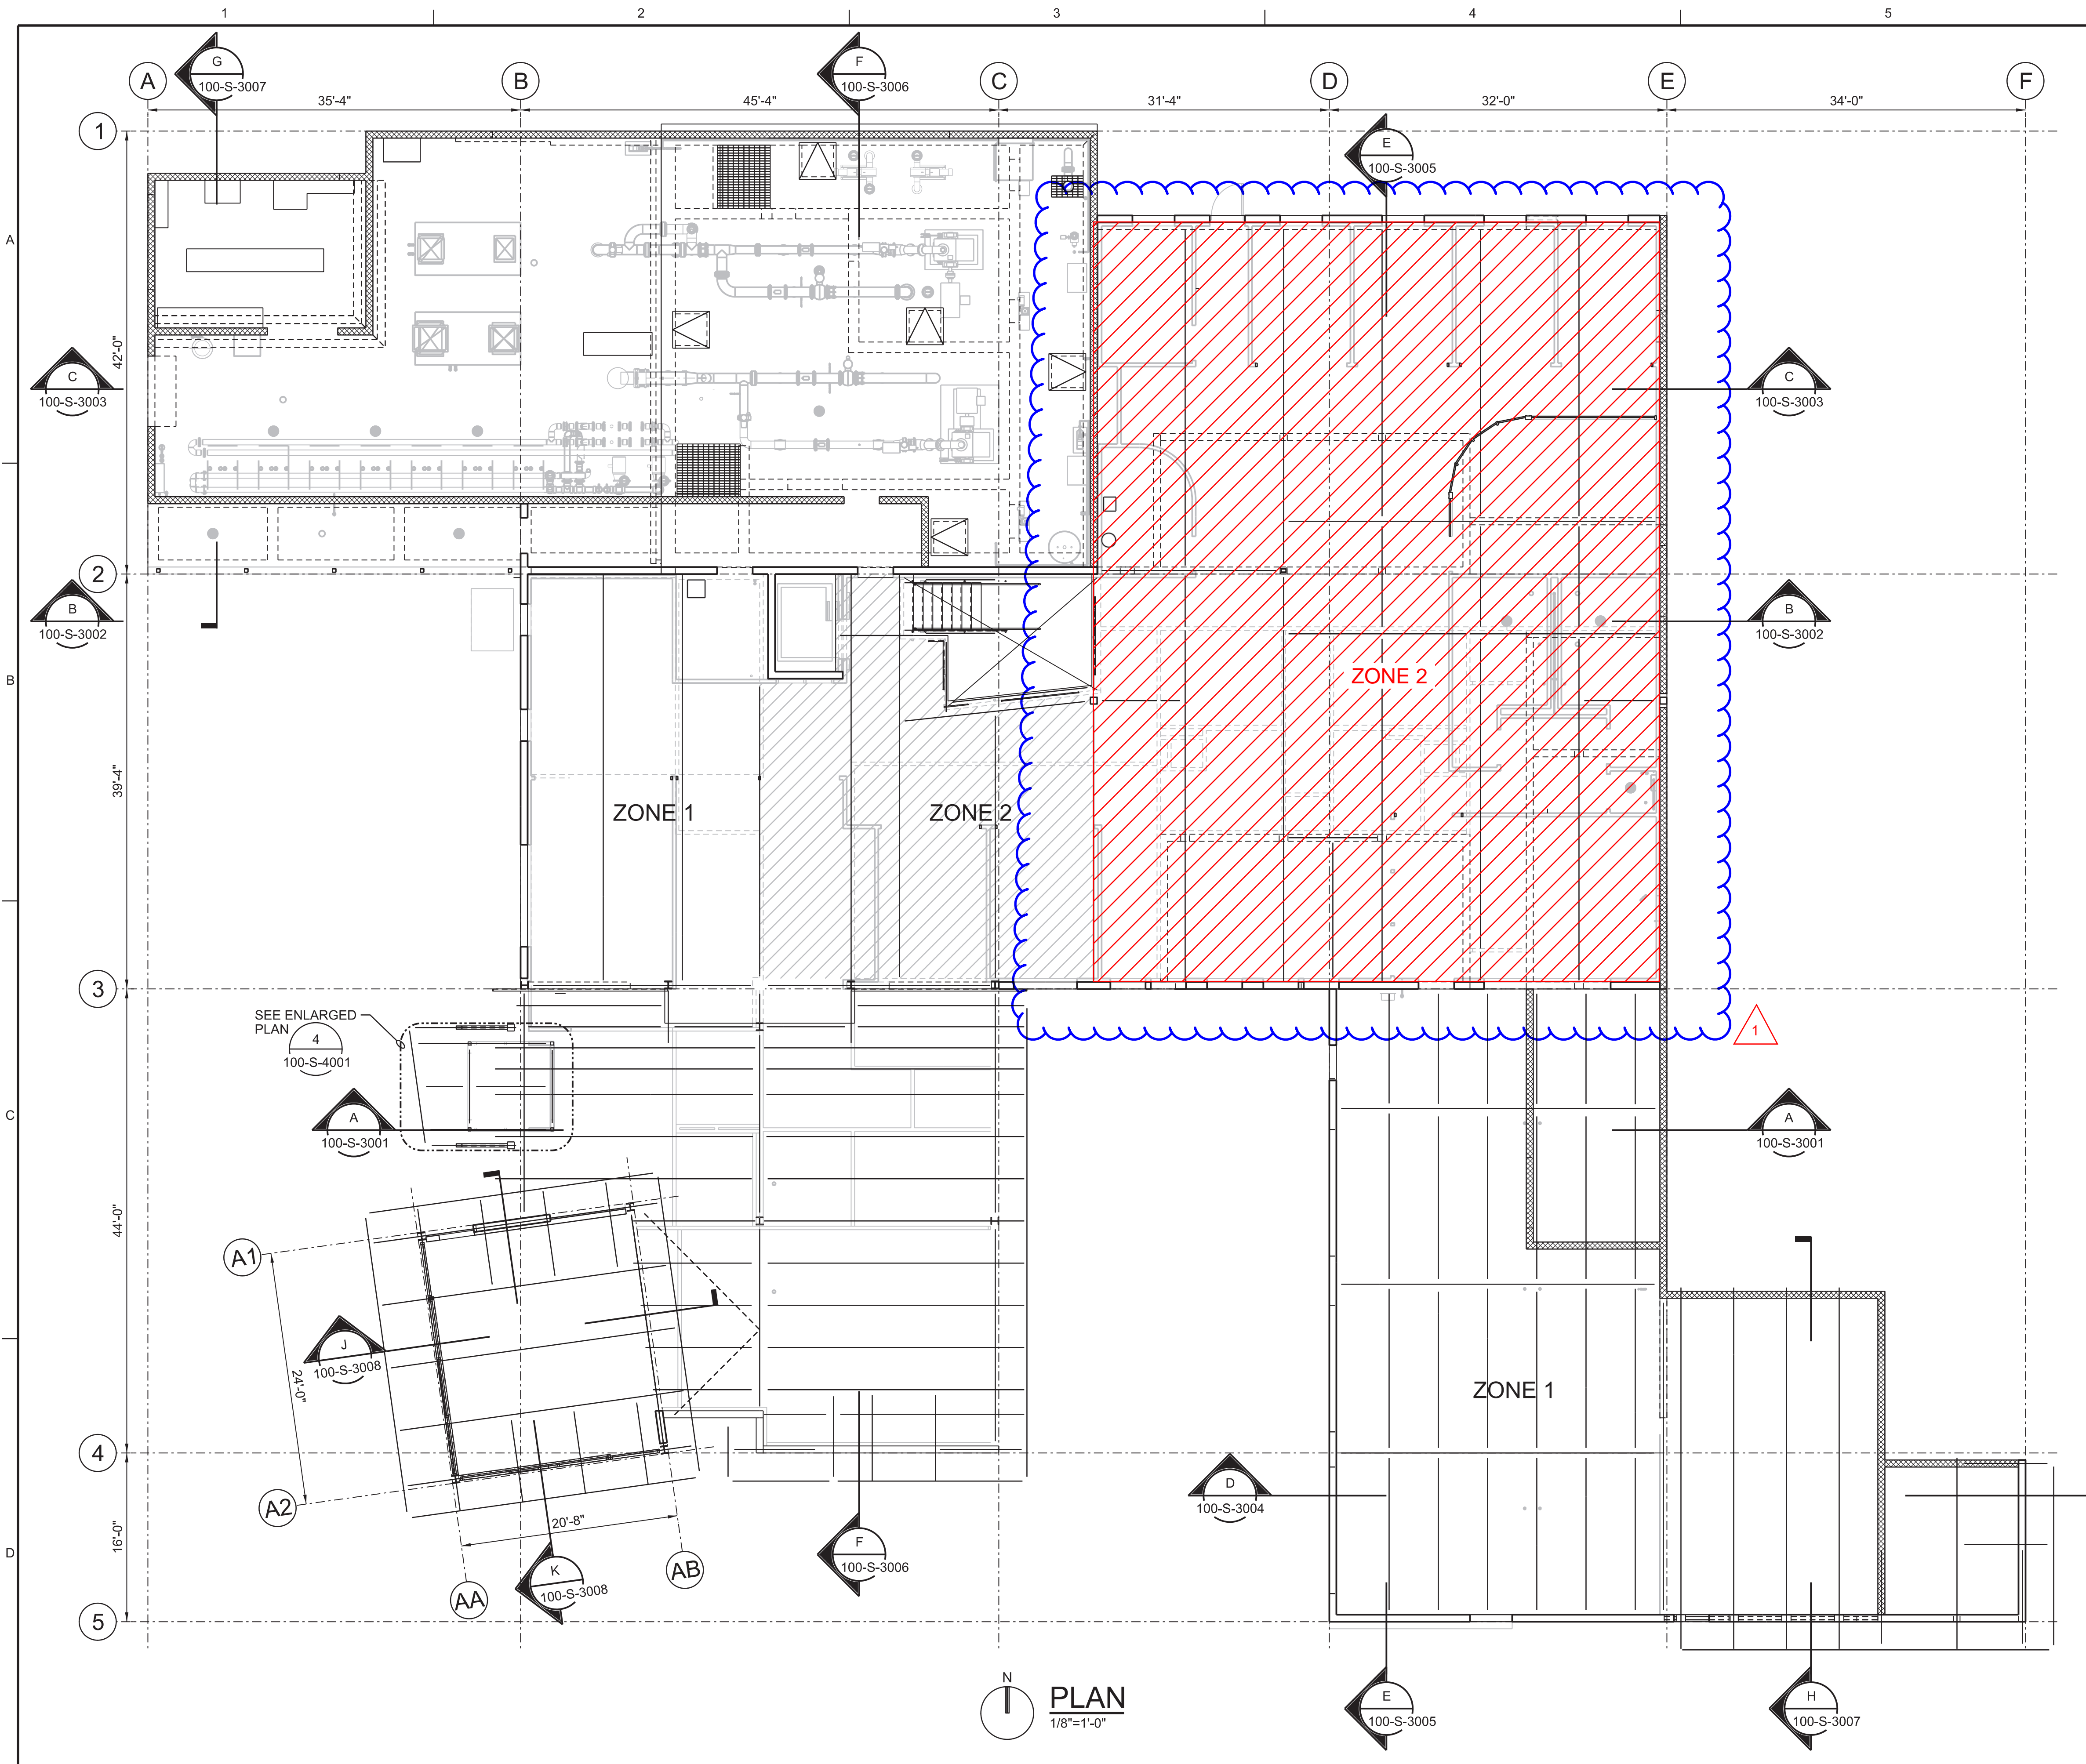 1 2 3 4 5
G
100-S-3007
F
100-S-3006
A B C D E F
35'-4" 45'-4" 31'-4" 32'-0" 34'-0"
1
E
100-S-3005
A
42'-0"
C
100-S-3003
C
100-S-3003
2
B
100-S-3002
B
100-S-3002
B
ZONE 2
39'-4"
ZONE 1
ZONE 2
3
SEE ENLARGED
PLAN
4
100-S-4001
1
C
A
100-S-3001
A
100-S-3001
44'-0"
A1
J
100-S-3008
24'-0"
ZONE 1
4
A2
D
100-S-3004
20'-8"
16'-0"
D
F
100-S-3006
K
100-S-3008
AA
AB
5
N
PLAN
1/8"=1'-0"
E
100-S-3005
H
100-S-3007